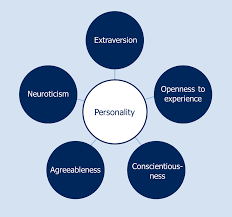 Extraversion
Neuroticism
Openness to
experience
Personality
Agreeableness
Conscientious-
ness